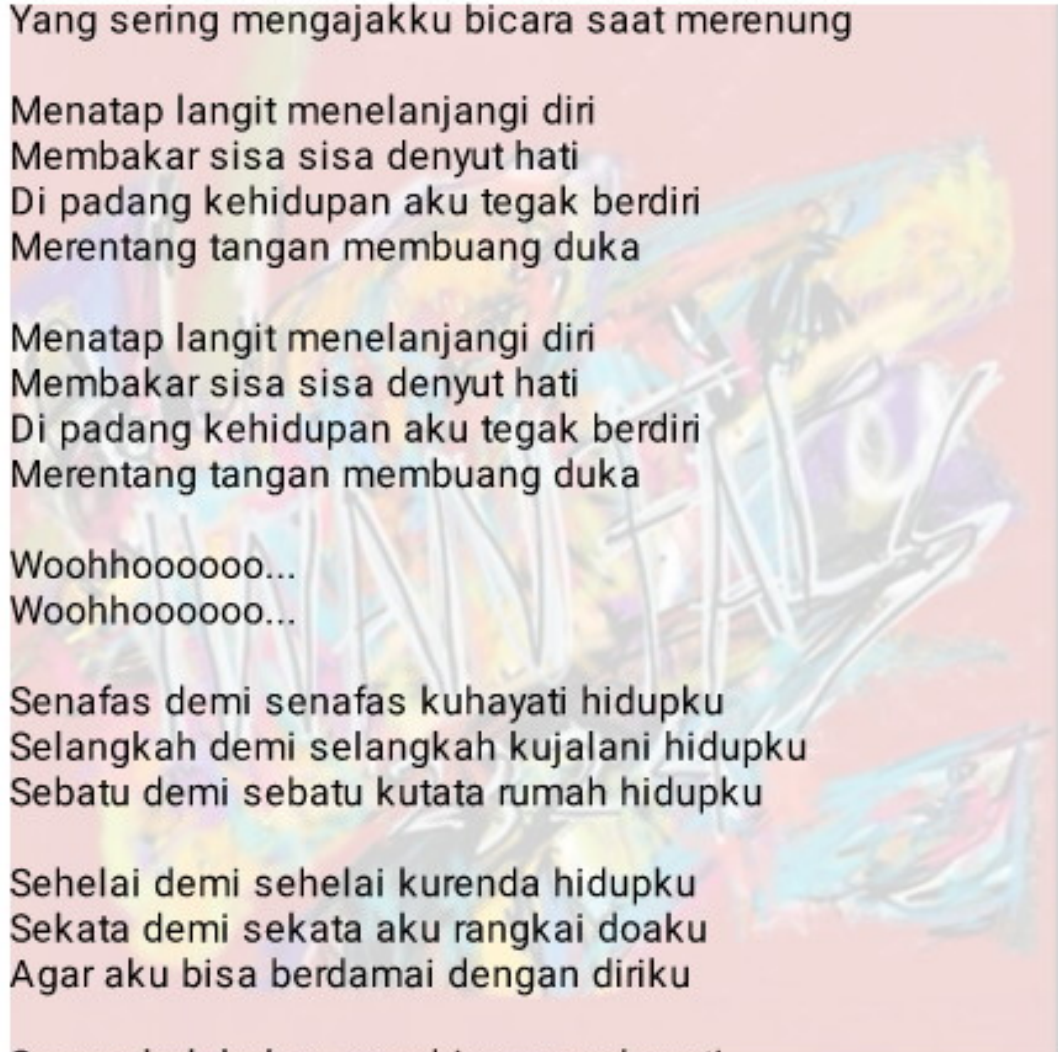 Yang sering mengajakku bicara saat merenung

Menatap langit menelanjangi diri
Membakar sisa sisa denyut hati
Di padang kehidupan aku tegak berdiri
Merentang tangan membuang duka

Menatap langit menelanjangi diri
Membakar sisa sisa denyut hati
Di padang kehidupan aku tegak berdiri
Merentang tangan membuang duka

Woohhoooooo...
Woohhoooooo...

Senafas demi senafas kuhayati hidupku
Selangkah demi selangkah kujalani hidupku
Sebatu demi sebatu kutata rumah hidupku

Sehelai demi sehelai kurenda hidupku
Sekata demi sekata aku rangkai doaku
Agar aku bisa berdamai dengan diriku